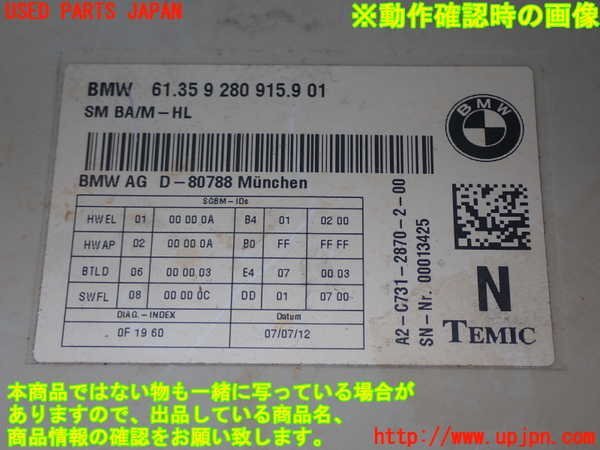 USED PARTS JAPAN
※動作確認時の画像
BMW 61.35 9 280 915.9 01
SM BA/M-HL
BMW
BMW AG D-80788 München
SGBM-IDs
HWEL 01 00 00 0A B4 01 02 00
HWAP 02 00 00 0A B0 FF FF FF
BTLD 06 00 00 03 E4 07 00 03
SWFL 08 00 00 0C DD 01 07 00
DIAG.-INDEX Datum
0F 19 60 07/07/12
A2-C731-2870-2-00
SN-Nr. 00013425
N
TEMIC
本商品ではない物も一緒に写っている場合が
ありますので、出品している商品名、
商品情報の確認をお願い致します。
http://www.upjpn.com/